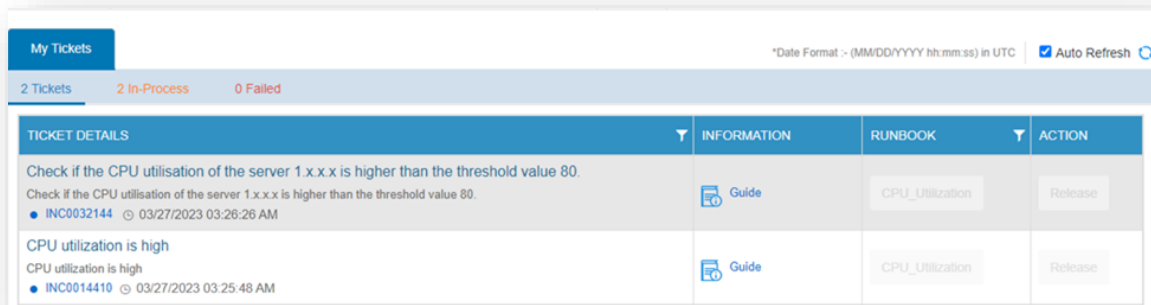 My Tickets
*Date Format :- (MM/DD/YYYY hh:mm:ss) in UTC
Auto Refresh
2 Tickets 2 In-Process 0 Failed
TICKET DETAILS INFORMATION RUNBOOK ACTION
Check if the CPU utilisation of the server 1.x.x.x is higher than the threshold value 80.
Check if the CPU utilisation of the server 1.x.x.x is higher than the threshold value 80.
INC0032144 03/27/2023 03:26:26 AM
Guide
CPU_Utilization
Release
CPU utilization is high
CPU utilization is high
INC0014410 03/27/2023 03:25:48 AM
Guide
CPU_Utilization
Release